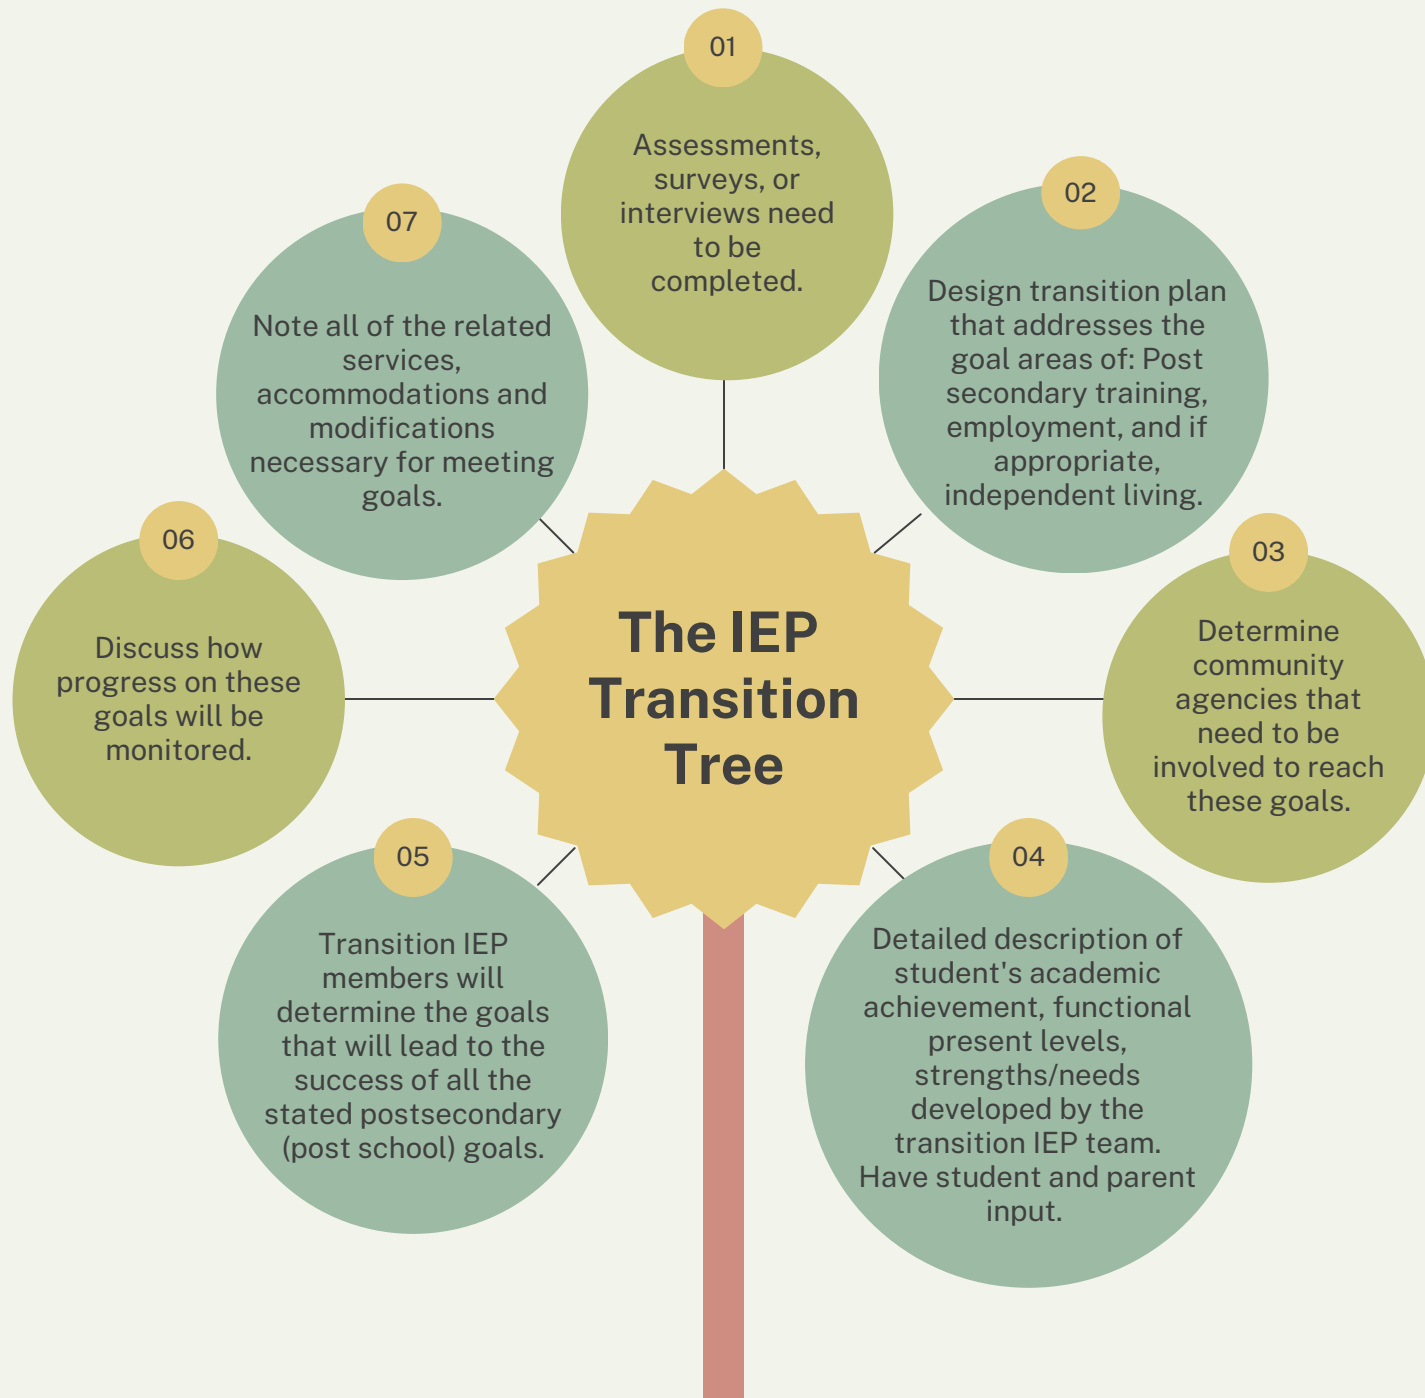 The IEP
Transition
Tree
01
Assessments,
surveys, or
interviews need
to be
completed.
02
Design transition plan
that addresses the
goal areas of: Post
secondary training,
employment, and if
appropriate,
independent living.
03
Determine
community
agencies that
need to be
involved to reach
these goals.
04
Detailed description of
student's academic
achievement, functional
present levels,
strengths/needs
developed by the
transition IEP team.
Have student and parent
input.
05
Transition IEP
members will
determine the goals
that will lead to the
success of all the
stated postsecondary
(post school) goals.
06
Discuss how
progress on these
goals will be
monitored.
07
Note all of the related
services,
accommodations and
modifications
necessary for meeting
goals.